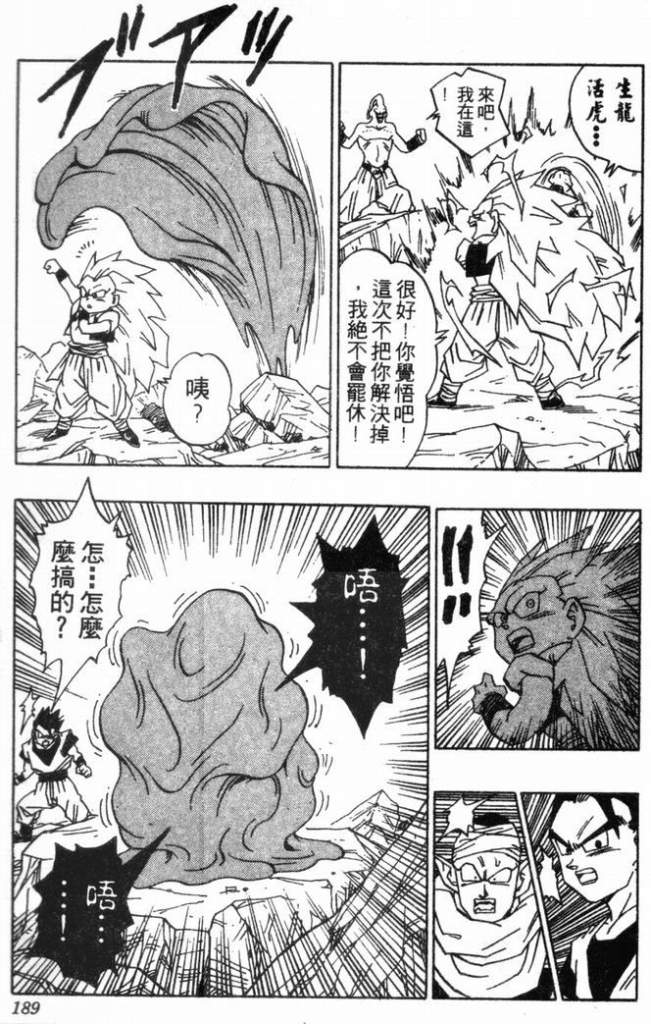 生龍
活虎…
來吧，
我在這
！
很好！你覺悟吧！
這次不把你解決掉
，我絕不會罷休！
ズアッ
咦？
!!
唔…！
怎…怎麼
麼搞的？
唔…
…！
189